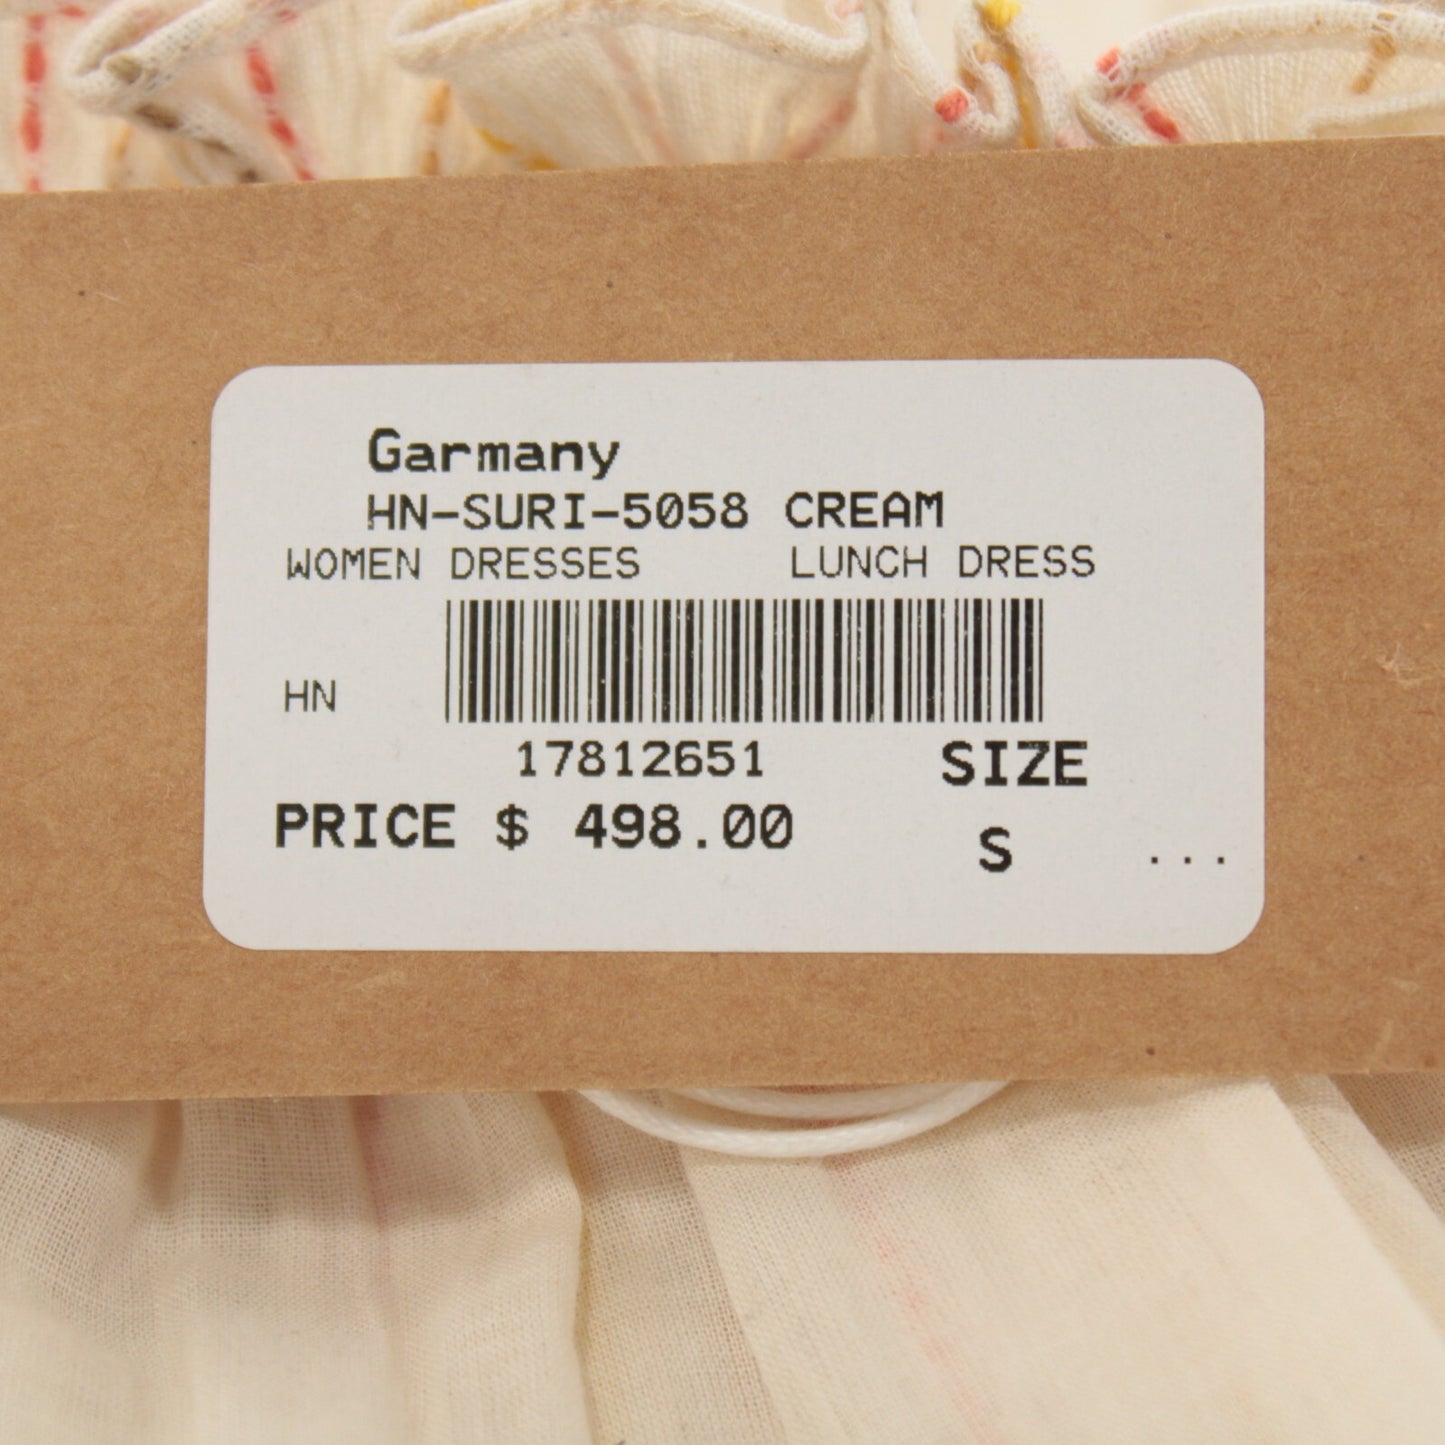 Garmany
HN-SURI-5058 CREAM
WOMEN DRESSES LUNCH DRESS
HN
17812651 SIZE
PRICE $ 498.00 S ...